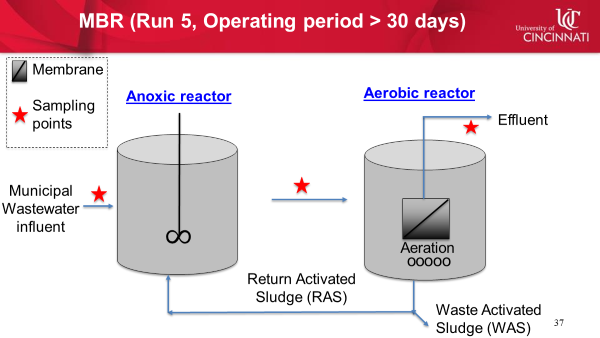 MBR (Run 5, Operating period > 30 days)
University of
CINCINNATI
Membrane
Sampling
points
Anoxic reactor
Aerobic reactor
Effluent
Municipal
Wastewater
influent
Aeration
ooooo
Return Activated
Sludge (RAS)
Waste Activated
Sludge (WAS)
37